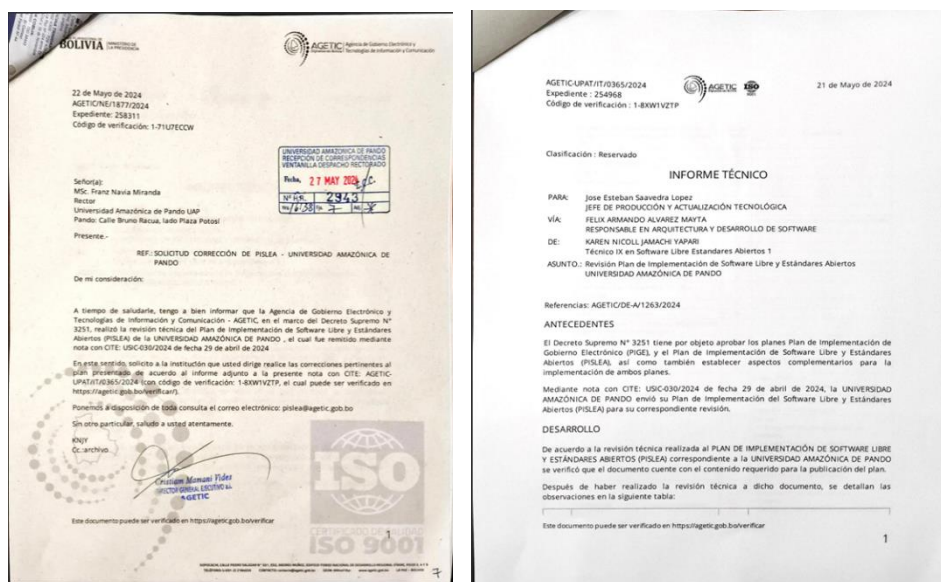 BOLIVIA
MINISTERIO DE
LA PRESIDENCIA
AGETIC
Agencia de Gobierno Electrónico y
Tecnologías de Información y Comunicación
22 de Mayo de 2024
AGETIC/NE/1877/2024
Expediente: 258311
Código de verificación: 1-71U7ECCW
UNIVERSIDAD AMAZONICA DE PANDO
RECEPCIÓN DE CORRESPONDENCIAS
VENTANILLA DESPACHO RECTORADO
Fecha, 27 MAY 2024
2943
Señor(a):
MSc. Franz Navia Miranda
Rector
Universidad Amazónica de Pando UAP
Pando: Calle Bruno Racua, lado Plaza Potosí
Presente.-
REF.: SOLICITUD CORRECCIÓN DE PISLEA - UNIVERSIDAD AMAZÓNICA DE
PANDO
De mi consideración:
A tiempo de saludarle, tengo a bien informar que la Agencia de Gobierno Electrónico y
Tecnologías de Información y Comunicación - AGETIC, en el marco del Decreto Supremo N°
3251, realizó la revisión técnica del Plan de Implementación de Software Libre y Estándares
Abiertos (PISLEA) de la UNIVERSIDAD AMAZÓNICA DE PANDO , el cual fue remitido mediante
nota con CITE: USIC-030/2024 de fecha 29 de abril de 2024
En este sentido, solicito a la institución que usted dirige realice las correcciones pertinentes al
plan presentado de acuerdo al informe adjunto a la presente nota con CITE: AGETIC-
UPAT/IT/0365/2024 (con código de verificación: 1-8XW1VZTP, el cual puede ser verificado en
https://agetic.gob.bo/verificar/).
Ponemos a disposición de toda consulta el correo electrónico: pislea@agetic.gob.bo
Sin otro particular, saludo a usted atentamente.
KNJY
Cc.:archivo
Cristiam Mamani Vides
DIRECTOR GENERAL EJECUTIVO a.i.
AGETIC
ISO
CERTIFICADO DE CALIDAD
ISO 9001
Este documento puede ser verificado en https://agetic.gob.bo/verificar
1
7
AGETIC-UPAT/IT/0365/2024
Expediente : 254968
Código de verificación : 1-8XW1VZTP
AGETIC
ISO
21 de Mayo de 2024
Clasificación : Reservado
INFORME TÉCNICO
PARA: Jose Esteban Saavedra Lopez
JEFE DE PRODUCCIÓN Y ACTUALIZACIÓN TECNOLÓGICA
VÍA: FELIX ARMANDO ALVAREZ MAYTA
RESPONSABLE EN ARQUITECTURA Y DESARROLLO DE SOFTWARE
DE: KAREN NICOLL JAMACHI YAPARI
Técnico IX en Software Libre Estandares Abiertos 1
ASUNTO.: Revisión Plan de Implementación de Software Libre y Estándares Abiertos
UNIVERSIDAD AMAZÓNICA DE PANDO
Referencias: AGETIC/DE-A/1263/2024
ANTECEDENTES
El Decreto Supremo N° 3251 tiene por objeto aprobar los planes Plan de Implementación de
Gobierno Electrónico (PIGE), y el Plan de Implementación de Software Libre y Estándares
Abiertos (PISLEA), así como también establecer aspectos complementarios para la
implementación de ambos planes.
Mediante nota con CITE: USIC-030/2024 de fecha 29 de abril de 2024, la UNIVERSIDAD
AMAZÓNICA DE PANDO envió su Plan de Implementación del Software Libre y Estándares
Abiertos (PISLEA) para su correspondiente revisión.
DESARROLLO
De acuerdo a la revisión técnica realizada al PLAN DE IMPLEMENTACIÓN DE SOFTWARE LIBRE
Y ESTÁNDARES ABIERTOS (PISLEA) correspondiente a la UNIVERSIDAD AMAZÓNICA DE PANDO
se verificó que el documento cuente con el contenido requerido para la publicación del plan.
Después de haber realizado la revisión técnica a dicho documento, se detallan las
observaciones en la siguiente tabla:
Este documento puede ser verificado en https://agetic.gob.bo/verificar
1